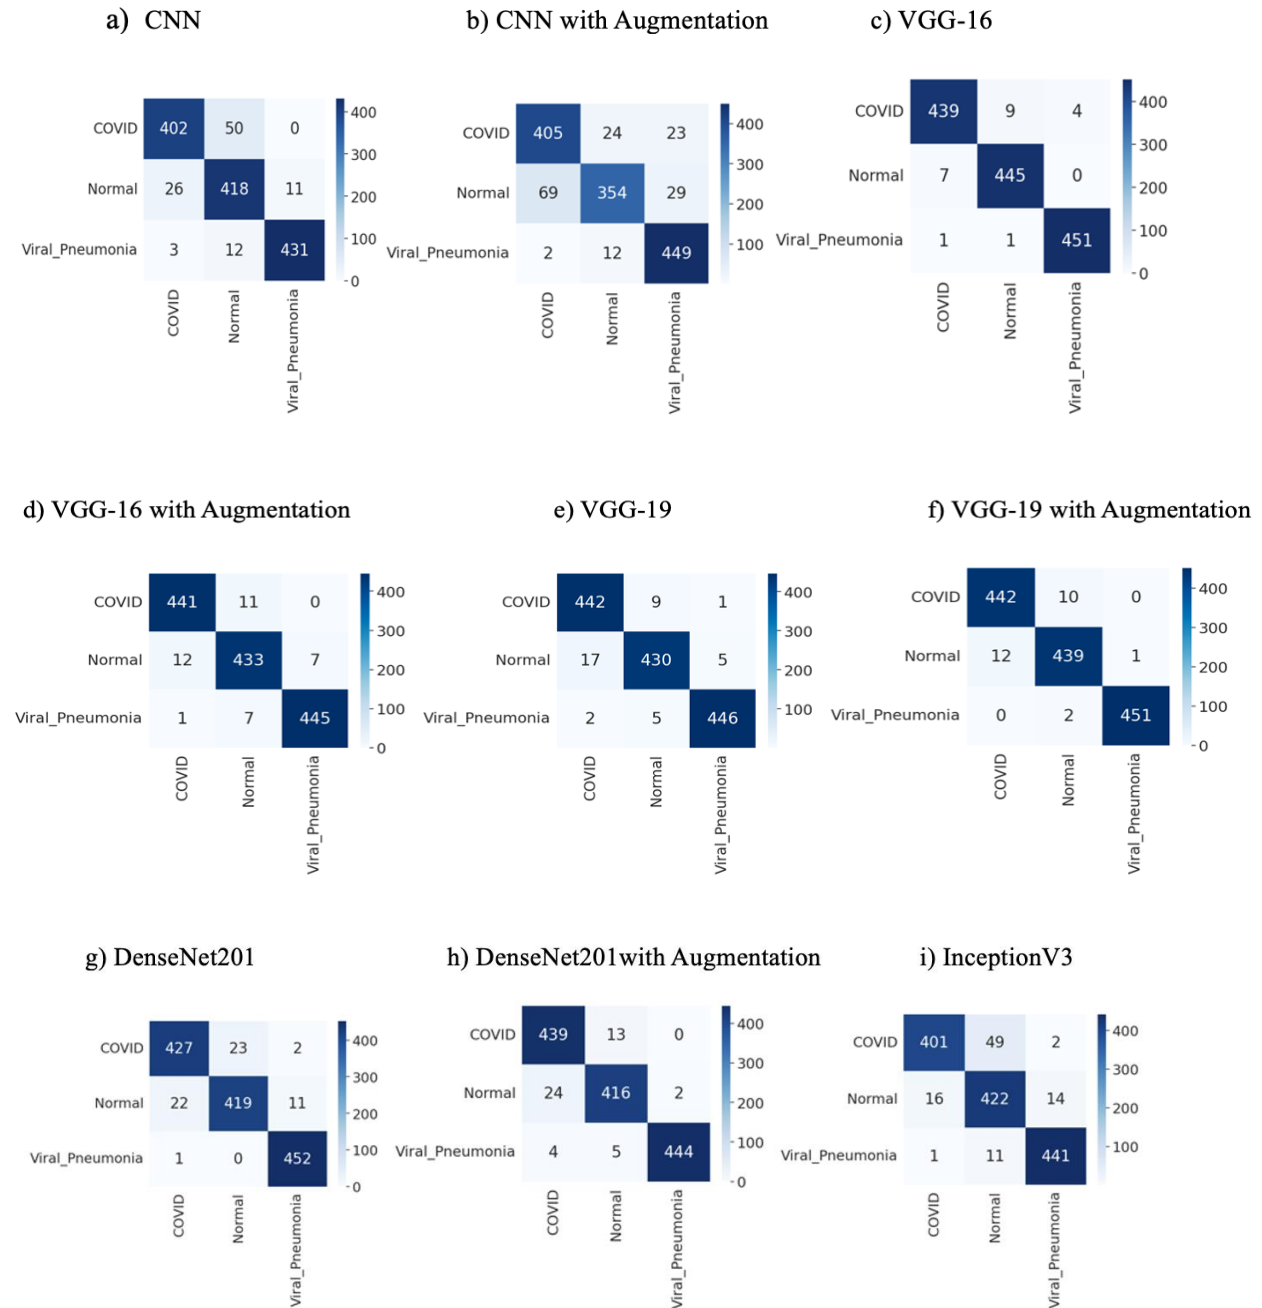 a) CNN
b) CNN with Augmentation
c) VGG-16
COVID 402 50 0
Normal 26 418 11
Viral_Pneumonia 3 12 431
COVID Normal Viral_Pneumonia
400
300
200
100
0
COVID 405 24 23
Normal 69 354 29
Viral_Pneumonia 2 12 449
COVID Normal Viral_Pneumonia
400
300
200
100
COVID 439 9 4
Normal 7 445 0
Viral_Pneumonia 1 1 451
COVID Normal Viral_Pneumonia
400
300
200
100
0
d) VGG-16 with Augmentation
e) VGG-19
f) VGG-19 with Augmentation
COVID 441 11 0
Normal 12 433 7
Viral_Pneumonia 1 7 445
COVID Normal Viral_Pneumonia
400
300
200
100
0
COVID 442 9 1
Normal 17 430 5
Viral_Pneumonia 2 5 446
COVID Normal Viral_Pneumonia
400
300
200
100
COVID 442 10 0
Normal 12 439 1
Viral_Pneumonia 0 2 451
COVID Normal Viral_Pneumonia
400
300
200
100
0
g) DenseNet201
h) DenseNet201with Augmentation
i) InceptionV3
COVID 427 23 2
Normal 22 419 11
Viral_Pneumonia 1 0 452
COVID Normal Viral_Pneumonia
400
300
200
100
0
COVID 439 13 0
Normal 24 416 2
Viral_Pneumonia 4 5 444
COVID Normal Viral_Pneumonia
400
300
200
100
0
COVID 401 49 2
Normal 16 422 14
Viral_Pneumonia 1 11 441
COVID Normal Viral_Pneumonia
400
300
200
100